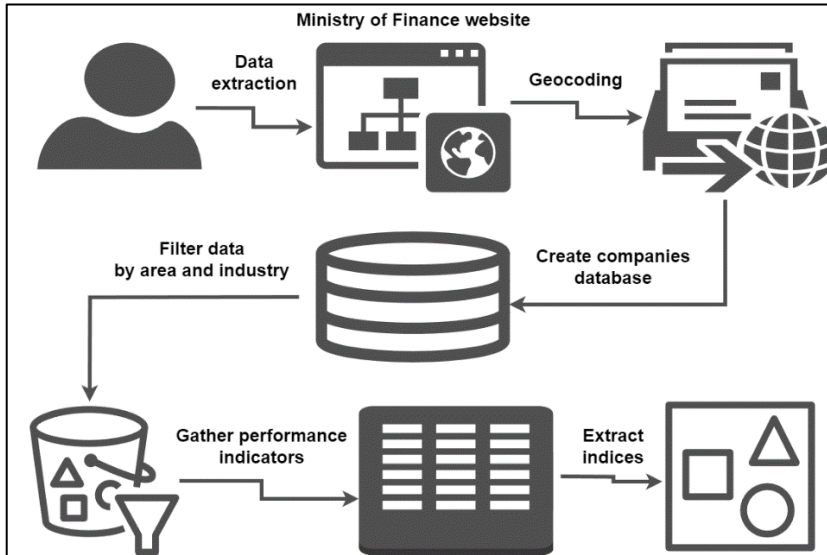 Ministry of Finance website
Data
extraction
Geocoding
Filter data
by area and industry
Create companies
database
Gather performance
indicators
Extract
indices